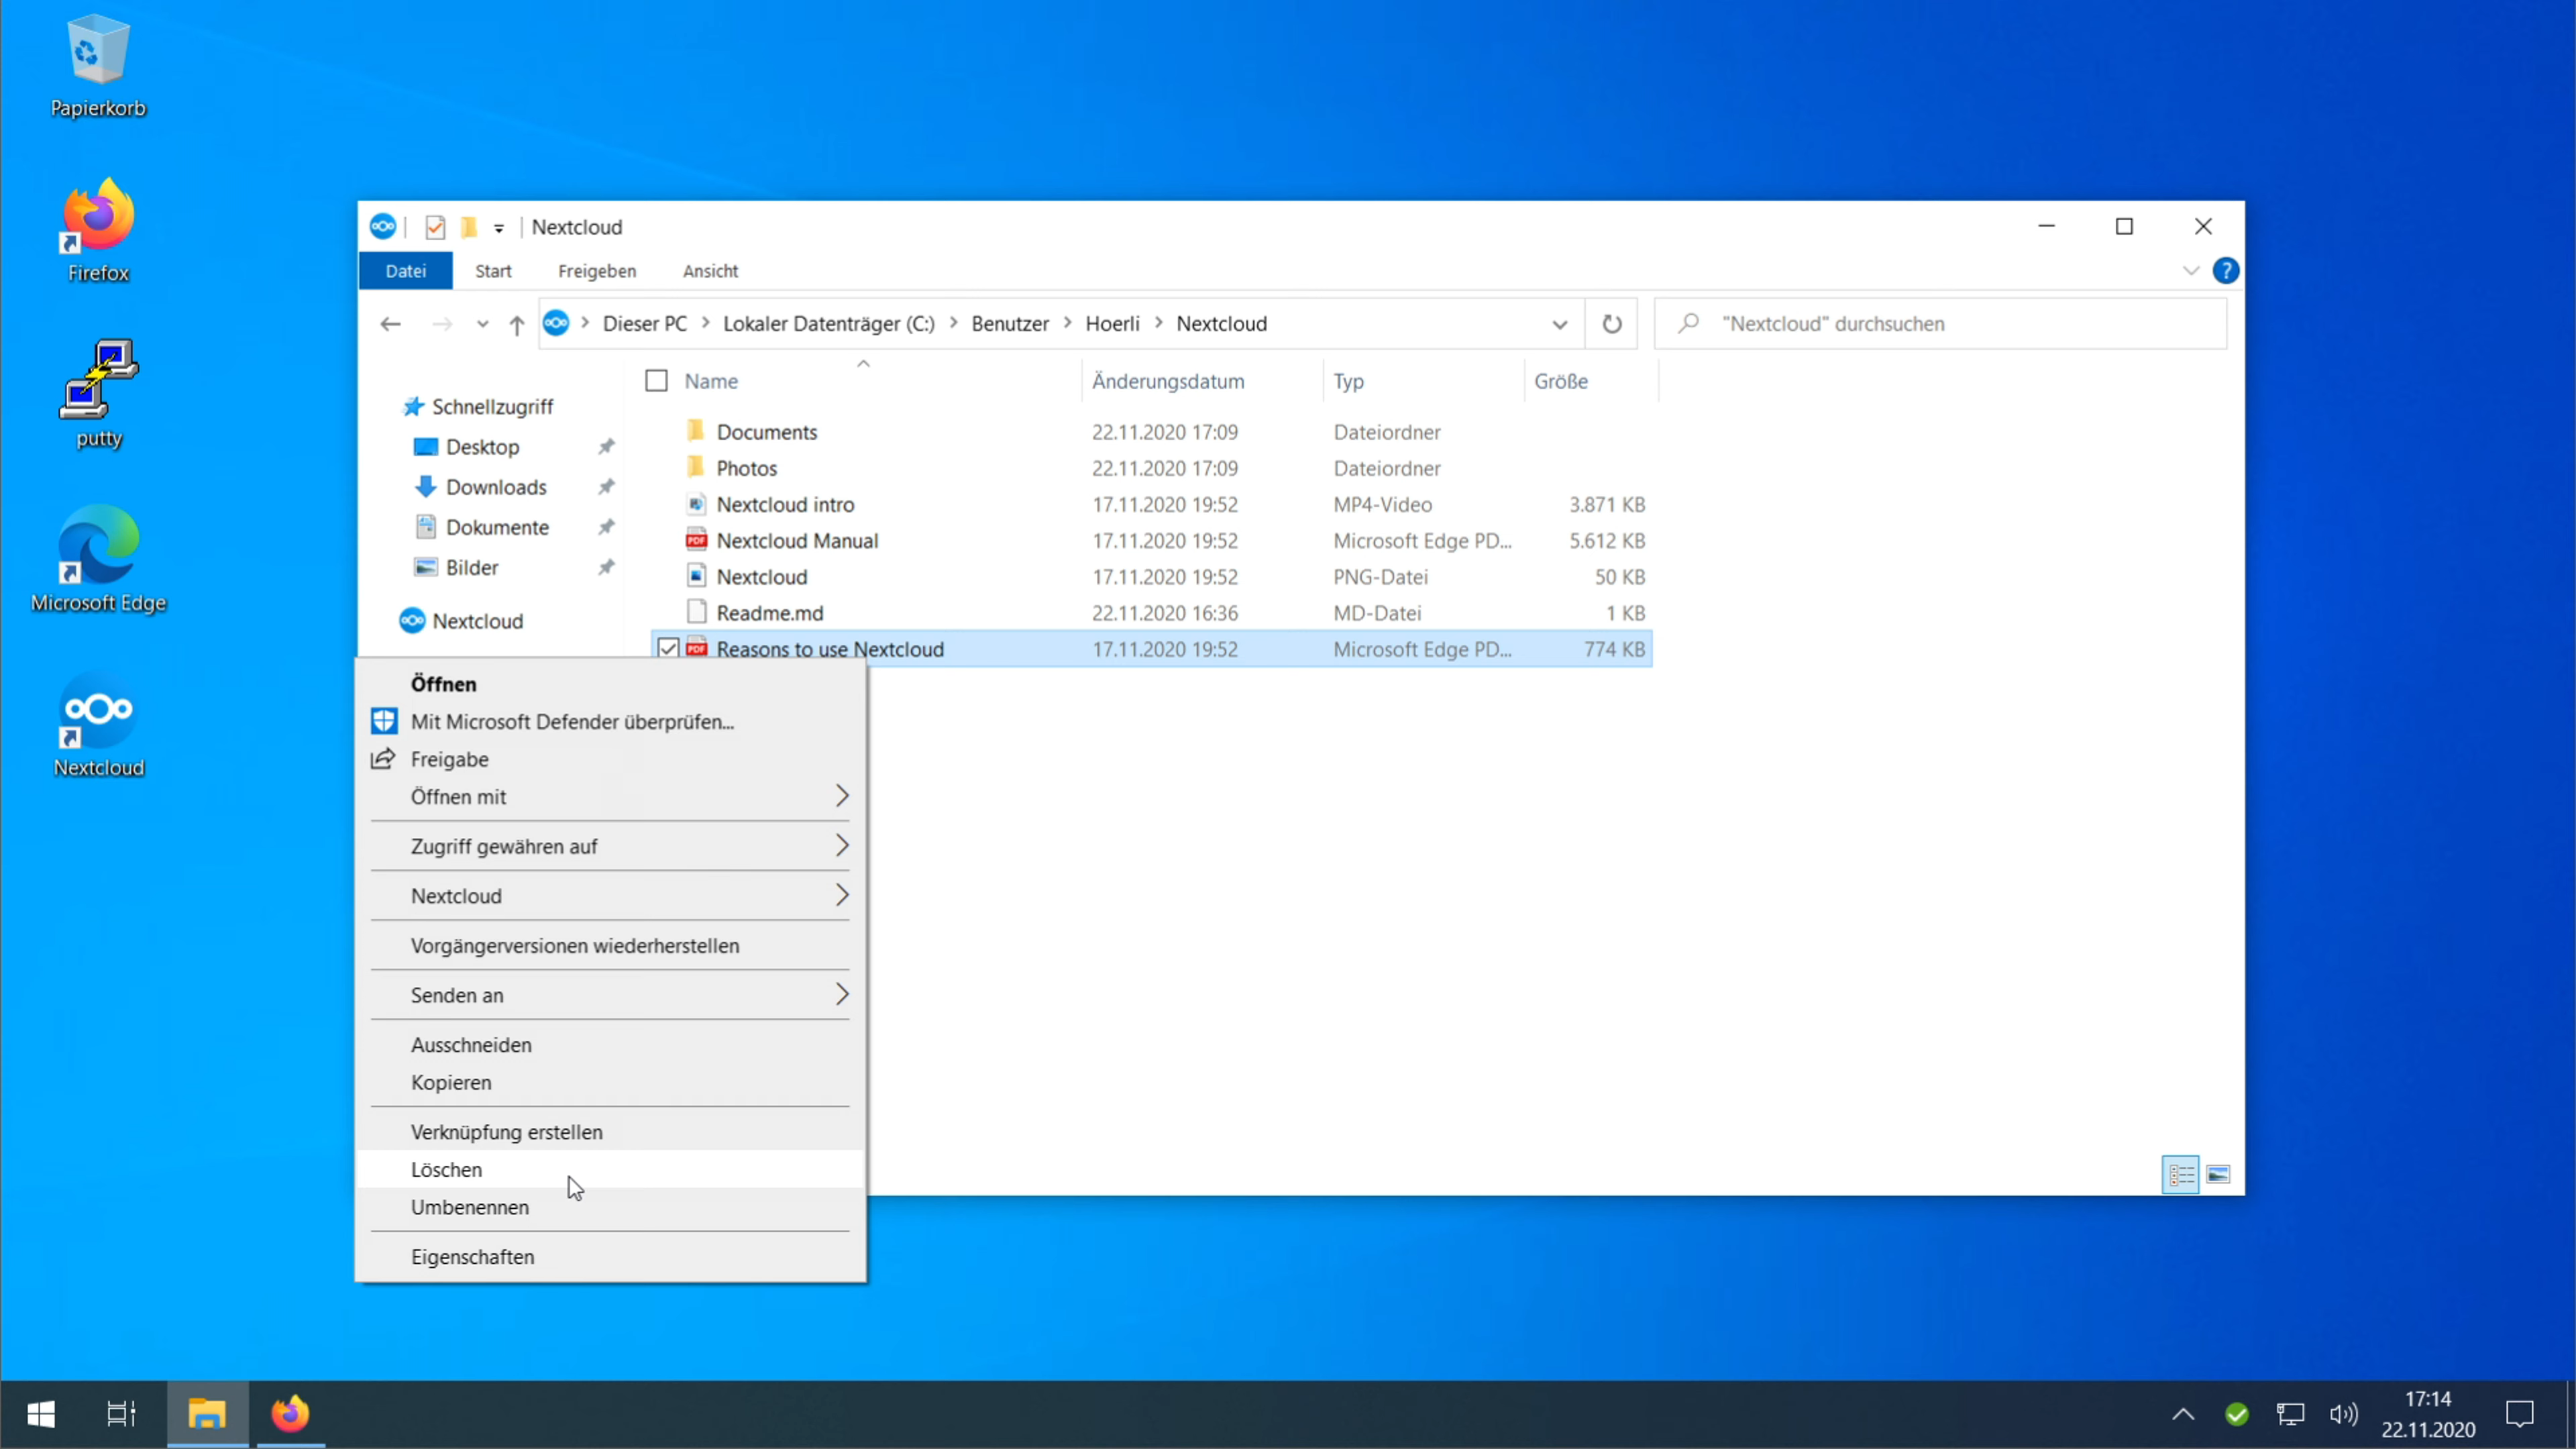 Papierkorb
Firefox
putty
Microsoft Edge
Nextcloud
Nextcloud
Datei Start Freigeben Ansicht
?
Dieser PC Lokaler Datenträger (C:) Benutzer Hoerli Nextcloud
"Nextcloud" durchsuchen
Name Änderungsdatum Typ Größe
Schnellzugriff
Desktop
Downloads
Dokumente
Bilder
Nextcloud
Documents 22.11.2020 17:09 Dateiordner
Photos 22.11.2020 17:09 Dateiordner
Nextcloud intro 17.11.2020 19:52 MP4-Video 3.871 KB
PDF Nextcloud Manual 17.11.2020 19:52 Microsoft Edge PD... 5.612 KB
Nextcloud 17.11.2020 19:52 PNG-Datei 50 KB
Readme.md 22.11.2020 16:36 MD-Datei 1 KB
PDF Reasons to use Nextcloud 17.11.2020 19:52 Microsoft Edge PD... 774 KB
Öffnen
Mit Microsoft Defender überprüfen...
Freigabe
Öffnen mit
Zugriff gewähren auf
Nextcloud
Vorgängerversionen wiederherstellen
Senden an
Ausschneiden
Kopieren
Verknüpfung erstellen
Löschen
Umbenennen
Eigenschaften
17:14
22.11.2020